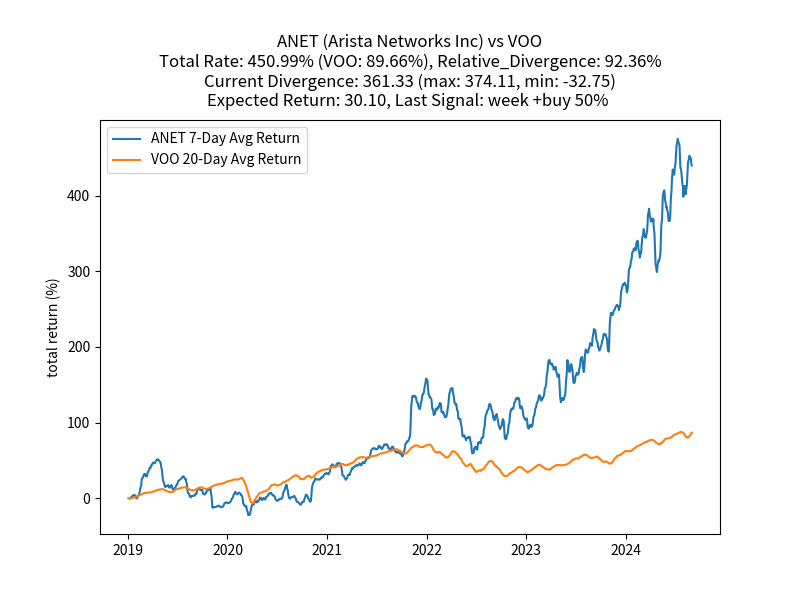 ANET (Arista Networks Inc) vs VOO
Total Rate: 450.99% (VOO: 89.66%), Relative_Divergence: 92.36%
Current Divergence: 361.33 (max: 374.11, min: -32.75)
Expected Return: 30.10, Last Signal: week +buy 50%
ANET 7-Day Avg Return
VOO 20-Day Avg Return
total return (%)
400
300
200
100
0
2019 2020 2021 2022 2023 2024